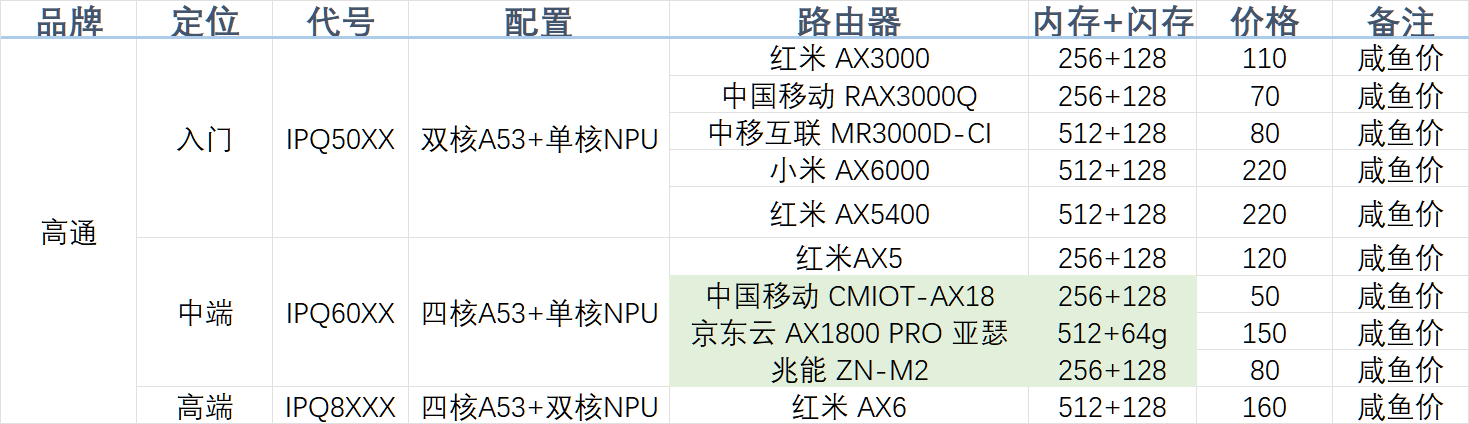 品牌 定位 代号 配置 路由器 内存+闪存 价格 备注
红米 AX3000 256+128 110 咸鱼价
中国移动 RAX3000Q 256+128 70 咸鱼价
入门 IPQ50XX 双核A53+单核NPU 中移互联 MR3000D-CI 512+128 80 咸鱼价
小米 AX6000 512+128 220 咸鱼价
红米 AX5400 512+128 220 咸鱼价
高通
红米AX5 256+128 120 咸鱼价
中国移动 CMIOT-AX18 256+128 50 咸鱼价
中端 IPQ60XX 四核A53+单核NPU 京东云 AX1800 PRO 亚瑟 512+64g 150 咸鱼价
兆能 ZN-M2 256+128 80 咸鱼价
高端 IPQ8XXX 四核A53+双核NPU 红米 AX6 512+128 160 咸鱼价